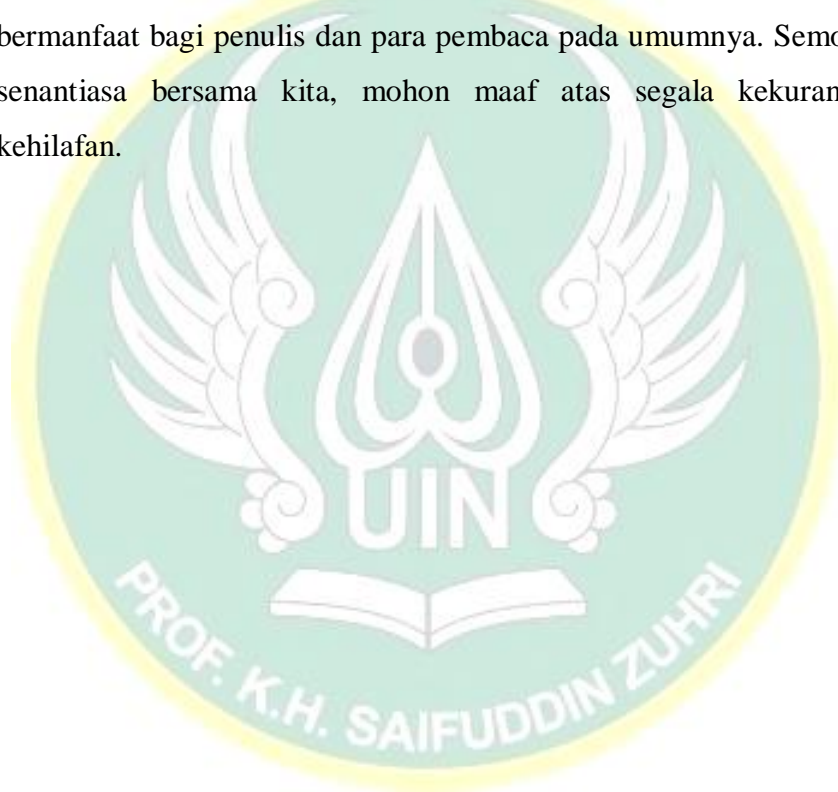 bermanfaat bagi penulis dan para pembaca pada umumnya. Semo
senantiasa bersama kita, mohon maaf atas segala kekuran
kehilafan.
UIN
PROF. K.H. SAIFUDDIN ZUHRI